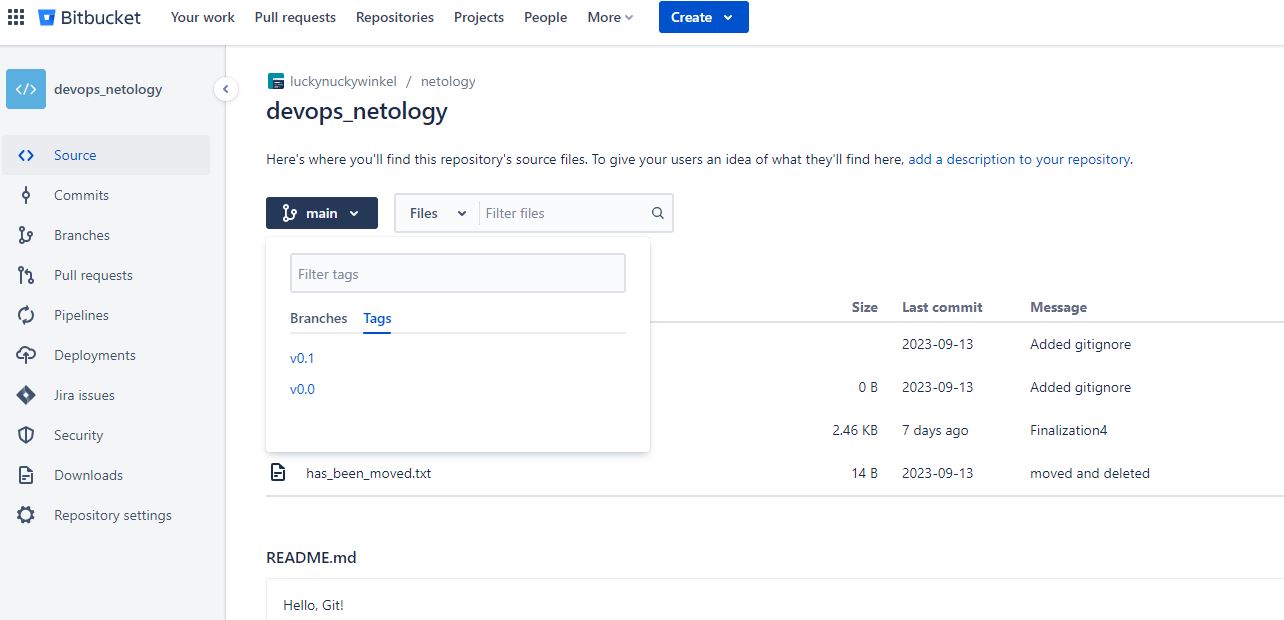 Bitbucket Your work Pull requests Repositories Projects People More Create
devops_netology
Source
Commits
Branches
Pull requests
Pipelines
Deployments
Jira issues
Security
Downloads
Repository settings
luckynuckywinkel / netology
devops_netology
Here's where you'll find this repository's source files. To give your users an idea of what they'll find here, add a description to your repository.
main Files Filter files
Filter tags
Branches Tags
v0.1
v0.0
Size Last commit Message
2023-09-13 Added gitignore
0 B 2023-09-13 Added gitignore
2.46 KB 7 days ago Finalization4
has_been_moved.txt 14 B 2023-09-13 moved and deleted
README.md
Hello, Git!